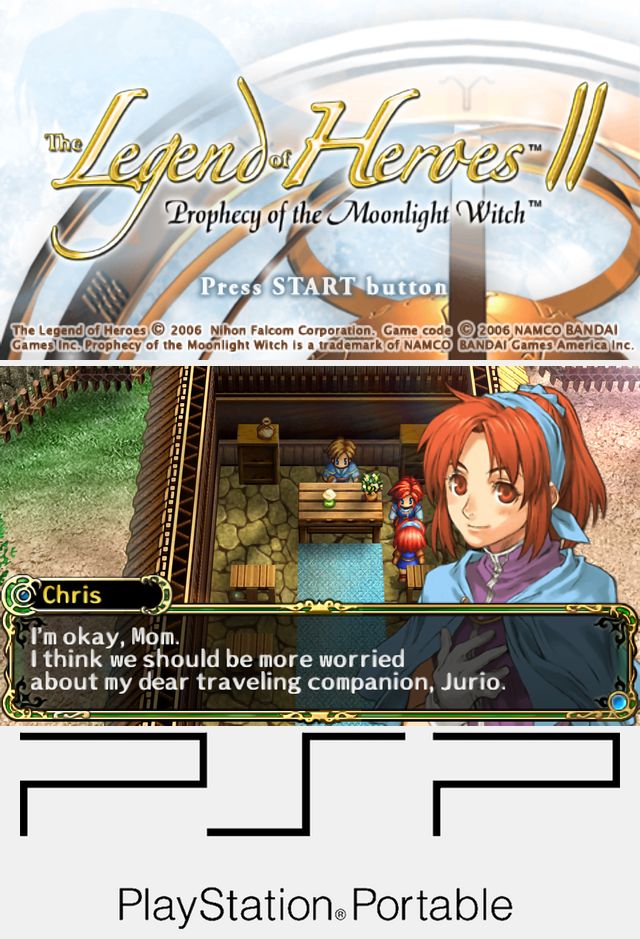 The Legend of Heroes™ II
Prophecy of the Moonlight Witch™
Press START button
The Legend of Heroes © 2006 Nihon Falcom Corporation. Game code © 2006 NAMCO BANDAI
Games Inc. Prophecy of the Moonlight Witch is a trademark of NAMCO BANDAI Games America Inc.
Chris
I'm okay, Mom.
I think we should be more worried
about my dear traveling companion, Jurio.
PSP
PlayStation®Portable